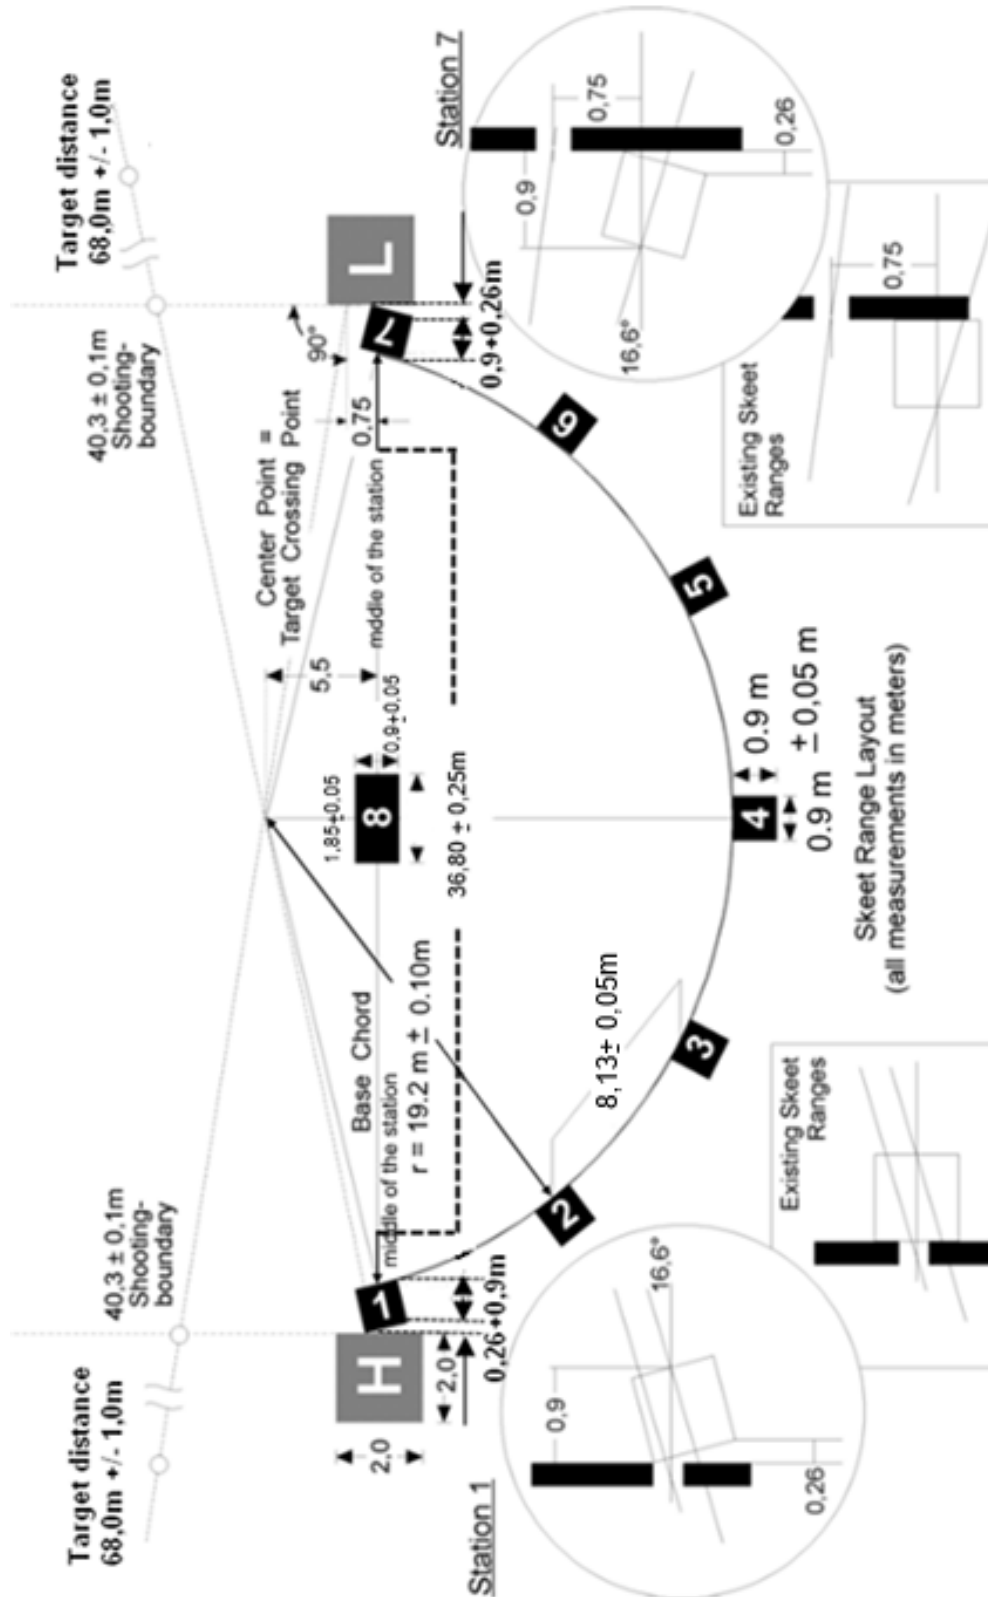 Target distance
68,0m +/- 1,0m
40,3 ± 0,1m
Shooting-
boundary
40,3 ± 0,1m
Shooting-
boundary
Target distance
68,0m +/- 1,0m
Center Point =
Target Crossing Point
90°
H
L
2,0
2,0
1
7
0,75
5,5
8
1,85±0.05
0,9±0,05
Base Chord
middle of the station
mddle of the station
r = 19.2 m ± 0.10m
36,80 ± 0,25m
0,26+0,9m
0,9+0,26m
Station 1
Station 7
2
6
8,13± 0,05m
3
5
4
0.9 m
0.9 m ± 0,05 m
0,9
16,6°
0,26
0,9
0,75
16,6°
0,26
Existing Skeet
Ranges
Existing Skeet
Ranges
0,75
Skeet Range Layout
(all measurements in meters)